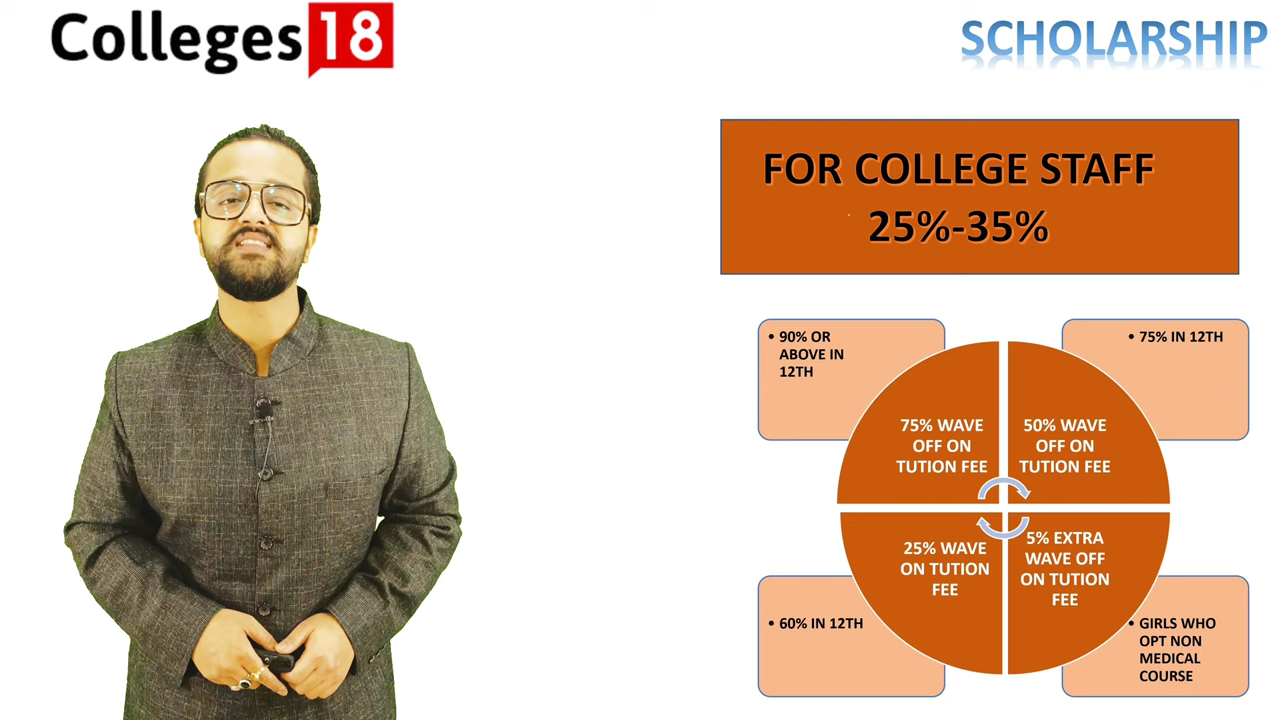 Colleges 18
SCHOLARSHIP
FOR COLLEGE STAFF
25%-35%
• 90% OR
ABOVE IN
12TH
• 75% IN 12TH
75% WAVE
OFF ON
TUTION FEE
50% WAVE
OFF ON
TUTION FEE
25% WAVE
ON TUTION
FEE
5% EXTRA
WAVE OFF
ON TUTION
FEE
• 60% IN 12TH
• GIRLS WHO
OPT NON
MEDICAL
COURSE